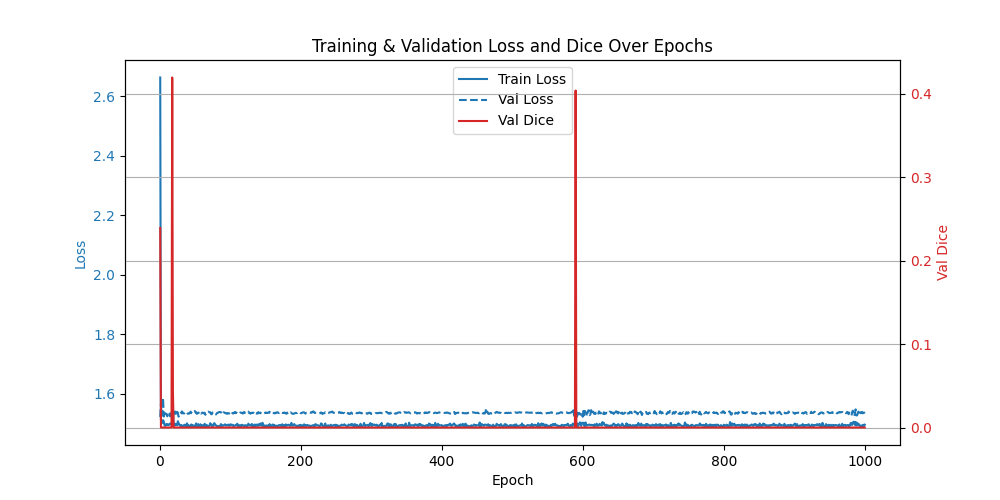 Training & Validation Loss and Dice Over Epochs
Train Loss
Val Loss
Val Dice
2.6
2.4
2.2
2.0
1.8
1.6
Loss
0.4
0.3
0.2
0.1
0.0
Val Dice
0
200
400
600
800
1000
Epoch